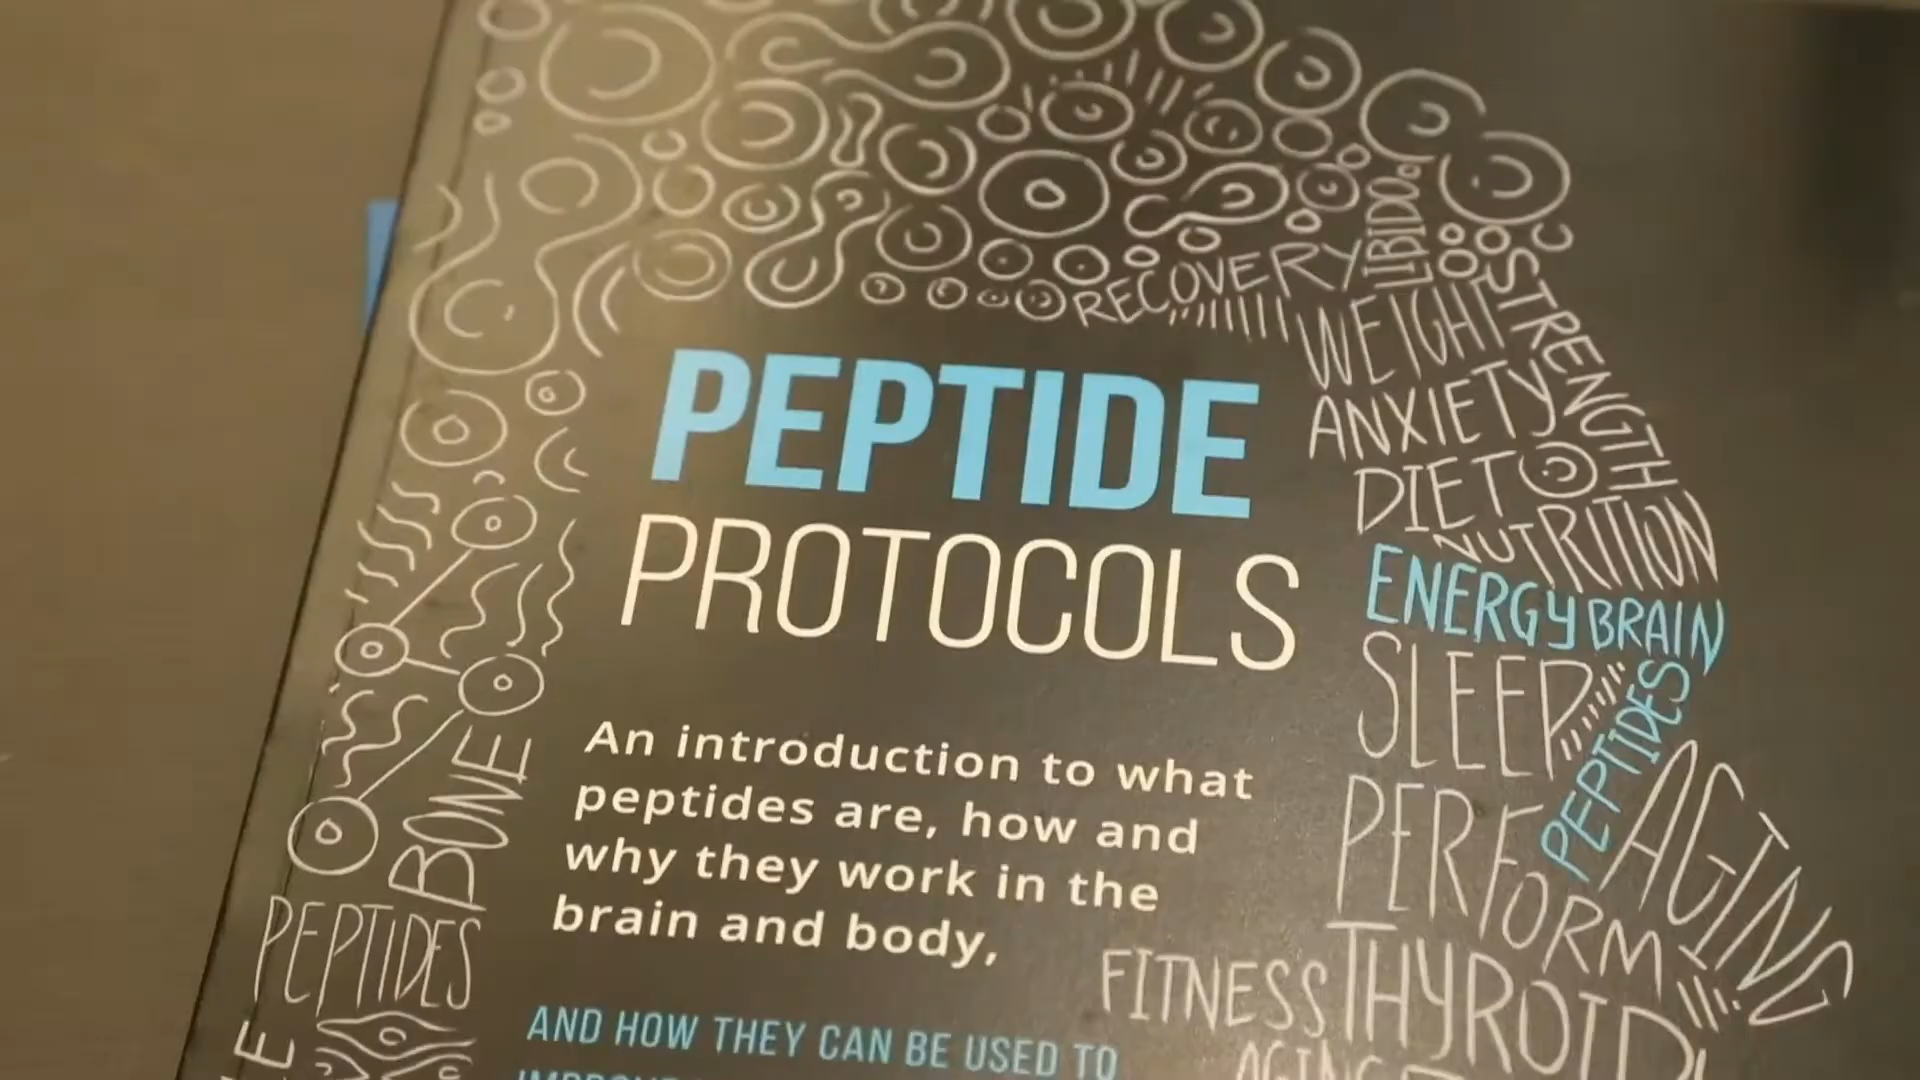 RECOVERY
LIBIDO
WEIGHT
STRENGTH
ANXIETY
DIET
NUTRITION
ENERGY BRAIN
SLEEP
PEPTIDES
PERFORM
AGING
FITNESS THYROID
AGING
PEPTIDE
PROTOCOLS
An introduction to what
peptides are, how and
why they work in the
brain and body,
AND HOW THEY CAN BE USED TO
BONE
PEPTIDES